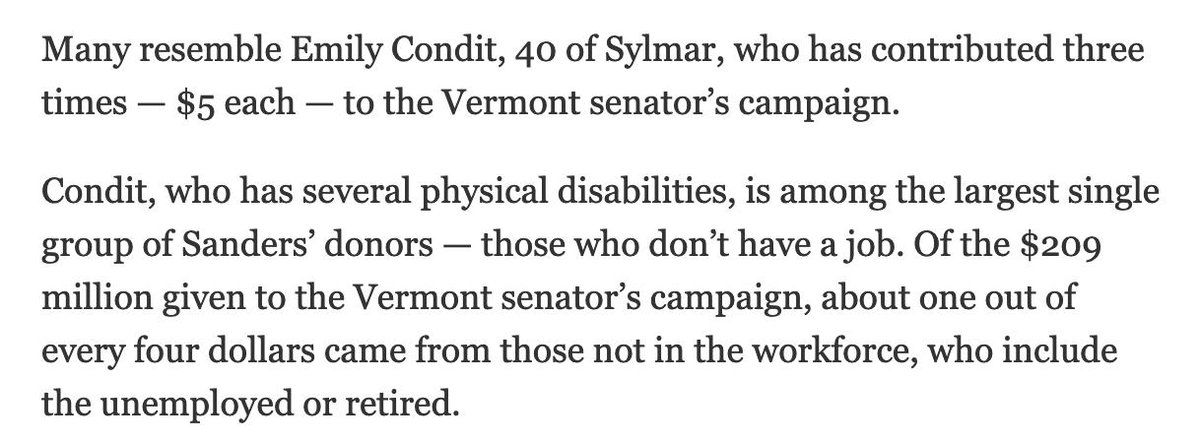 Many resemble Emily Condit, 40 of Sylmar, who has contributed three
times — $5 each — to the Vermont senator’s campaign.
Condit, who has several physical disabilities, is among the largest single
group of Sanders’ donors — those who don’t have a job. Of the $209
million given to the Vermont senator’s campaign, about one out of
every four dollars came from those not in the workforce, who include
the unemployed or retired.